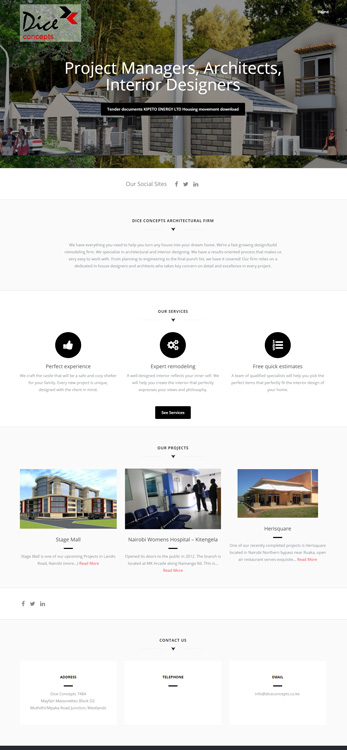 Dice
concepts
Home
Project Managers, Architects,
Interior Designers
Tender documents KIPETO ENERGY LTD Housing movement download
Our Social Sites
DICE CONCEPTS ARCHITECTURAL FIRM
We have everything you need to help you turn any house into your dream home. We're a fast growing design/build
remodeling firm. We specialize in architectural and interior designing. We have a results oriented process that makes us
very easy to work with. From planning to engineering to the final punch list, we have it covered! Our firm relies on a
dedicated in-house designers and architects who takes key concern on detail and excellence in every project.
OUR SERVICES
Perfect experience
We craft the castle that will be a safe and cozy shelter
for your family. Every new project is unique,
designed with the client in mind.
Expert remodeling
A well-designed interior reflects your inner self. We
will help you create the interior that perfectly
expresses your views and philosophy.
Free quick estimates
A team of qualified specialists will help you pick the
perfect items that perfectly fit the interior design of
your home.
See Services
OUR PROJECTS
Stage Mall
Stage Mall is one of our upcoming Projects in Landis
Road, Nairobi (more...) Read More
Nairobi Womens Hospital – Kitengela
Opened its doors to the public in 2012. The branch is
located at MK Arcade along Namanga Rd. This is...
Read More
Herisquare
One of our recently completed projects is Herisquare
located in Nairobi Northern bypass near Ruaka, open
air restaurant serves exquisite... Read More
CONTACT US
ADDRESS
Dice Concepts
Mayfair Maisonettes Block D2
Junction, Westlands
TELEPHONE
EMAIL
info@diceconcepts.co.ke